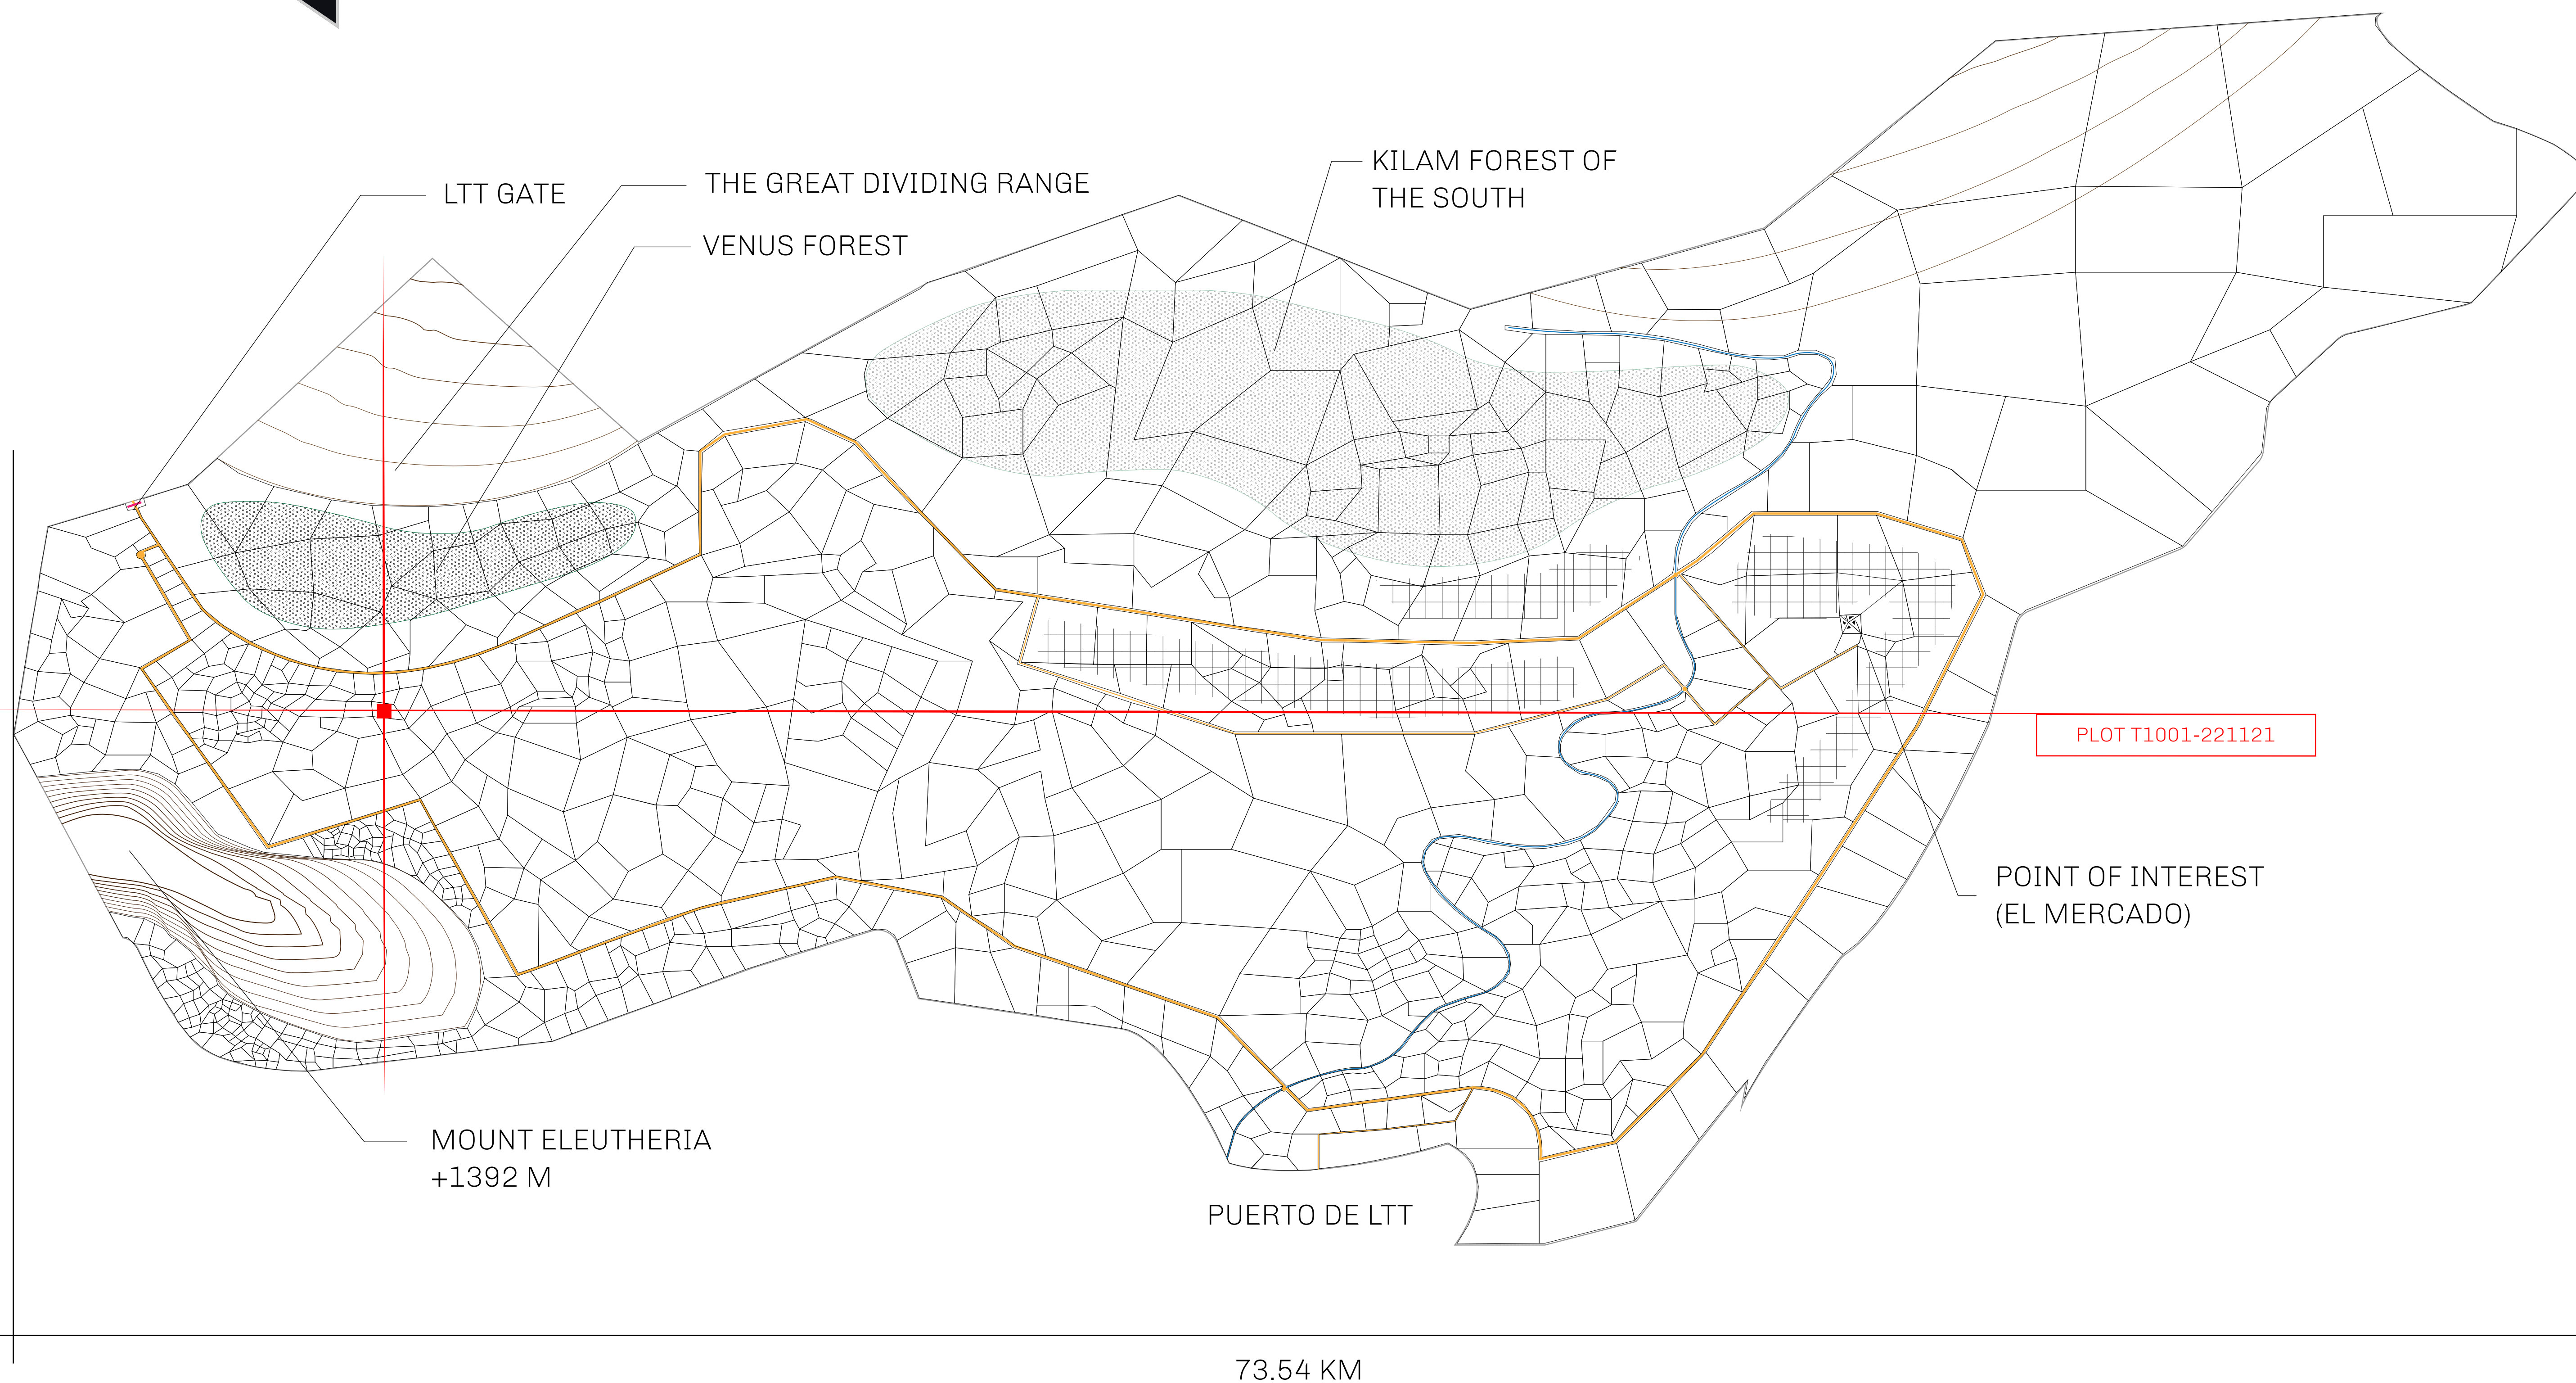 LTT GATE
THE GREAT DIVIDING RANGE
VENUS FOREST
KILAM FOREST OF
THE SOUTH
PLOT T1001-221121
POINT OF INTEREST
(EL MERCADO)
MOUNT ELEUTHERIA
+1392 M
PUERTO DE LTT
73.54 KM